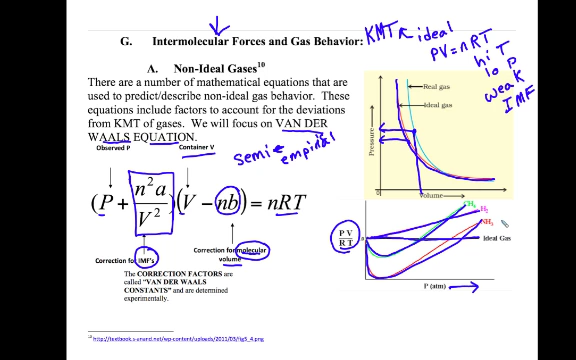 G. Intermolecular Forces and Gas Behavior:
KMT ideal
PV = nRT
hi T
lo P
weak
IMF
A. Non-Ideal Gases10
There are a number of mathematical equations that are
used to predict/describe non-ideal gas behavior. These
equations include factors to account for the deviations
from KMT of gases. We will focus on VAN DER
WAALS EQUATION.
semi empirical
Observed P
Container V
(P + n²a/V²)(V − nb) = nRT
Correction for IMF's
Correction for molecular
volume
The CORRECTION FACTORS are
called "VAN DER WAALS
CONSTANTS" and are determined
experimentally.
Real gas
Ideal gas
Pressure
0
Volume
CH4
H2
NH3
PV
RT
Ideal Gas
P (atm)
10 http://textbook.s-anand.net/wp-content/uploads/2011/03/fig5_4.png